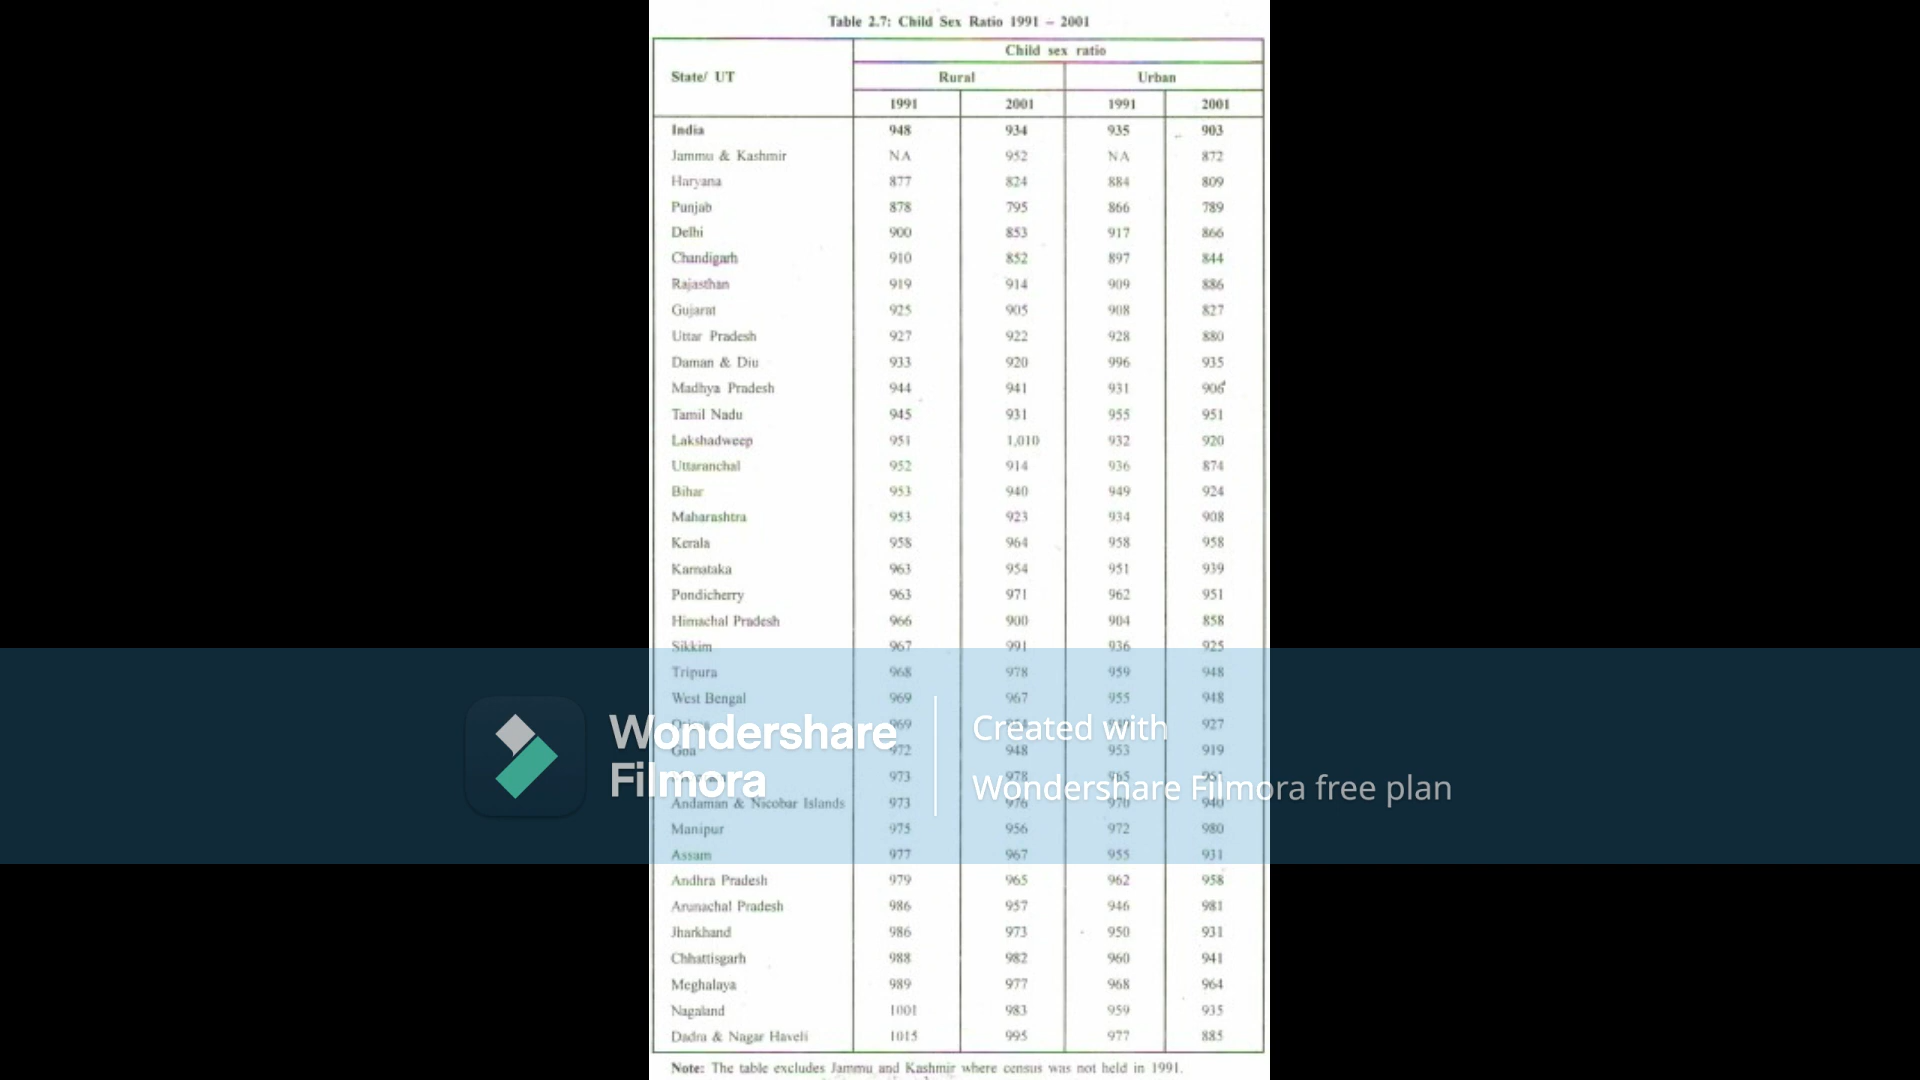 Table 2.7: Child Sex Ratio 1991 – 2001
State/ UT Child sex ratio
Rural Urban
1991 2001 1991 2001
India 948 934 935 903
Jammu & Kashmir NA 952 NA 872
Haryana 877 824 884 809
Punjab 878 795 866 789
Delhi 900 853 917 866
Chandigarh 910 852 897 844
Rajasthan 919 914 909 886
Gujarat 925 905 908 827
Uttar Pradesh 927 922 928 880
Daman & Diu 933 920 996 935
Madhya Pradesh 944 941 931 906
Tamil Nadu 945 931 955 951
Lakshadweep 951 1,010 932 920
Uttaranchal 952 914 936 874
Bihar 953 940 949 924
Maharashtra 953 923 934 908
Kerala 958 964 958 958
Karnataka 963 954 951 939
Pondicherry 963 971 962 951
Himachal Pradesh 966 900 904 858
Sikkim 967 991 936 925
Tripura 968 978 959 948
West Bengal 969 967 955 948
969 927
Goa 972 948 953 919
973 978 965
Andaman & Nicobar Islands 973 976 970 940
Manipur 975 956 972 980
Assam 977 967 955 931
Andhra Pradesh 979 965 962 958
Arunachal Pradesh 986 957 946 981
Jharkhand 986 973 950 931
Chhattisgarh 988 982 960 941
Meghalaya 989 977 968 964
Nagaland 1001 983 959 935
Dadra & Nagar Haveli 1015 995 977 885
Note: The table excludes Jammu and Kashmir where census was not held in 1991.
Wondershare
Filmora
Created with
Wondershare Filmora free plan